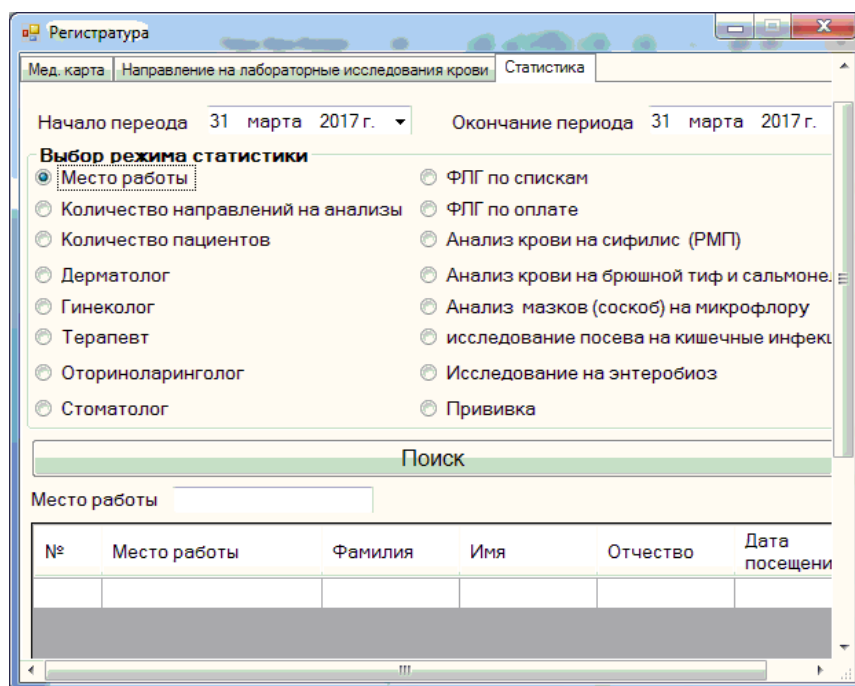 Регистратура
Мед. карта Направление на лабораторные исследования крови Статистика
Начало переода 31 марта 2017 г. Окончание периода 31 марта 2017 г.
Выбор режима статистики
Место работы ФЛГ по спискам
Количество направлений на анализы ФЛГ по оплате
Количество пациентов Анализ крови на сифилис (РМП)
Дерматолог Анализ крови на брюшной тиф и сальмонел
Гинеколог Анализ мазков (соскоб) на микрофлору
Терапевт исследование посева на кишечные инфекц
Оториноларинголог Исследование на энтеробиоз
Стоматолог Прививка
Поиск
Место работы
№ Место работы Фамилия Имя Отчество Дата посещени